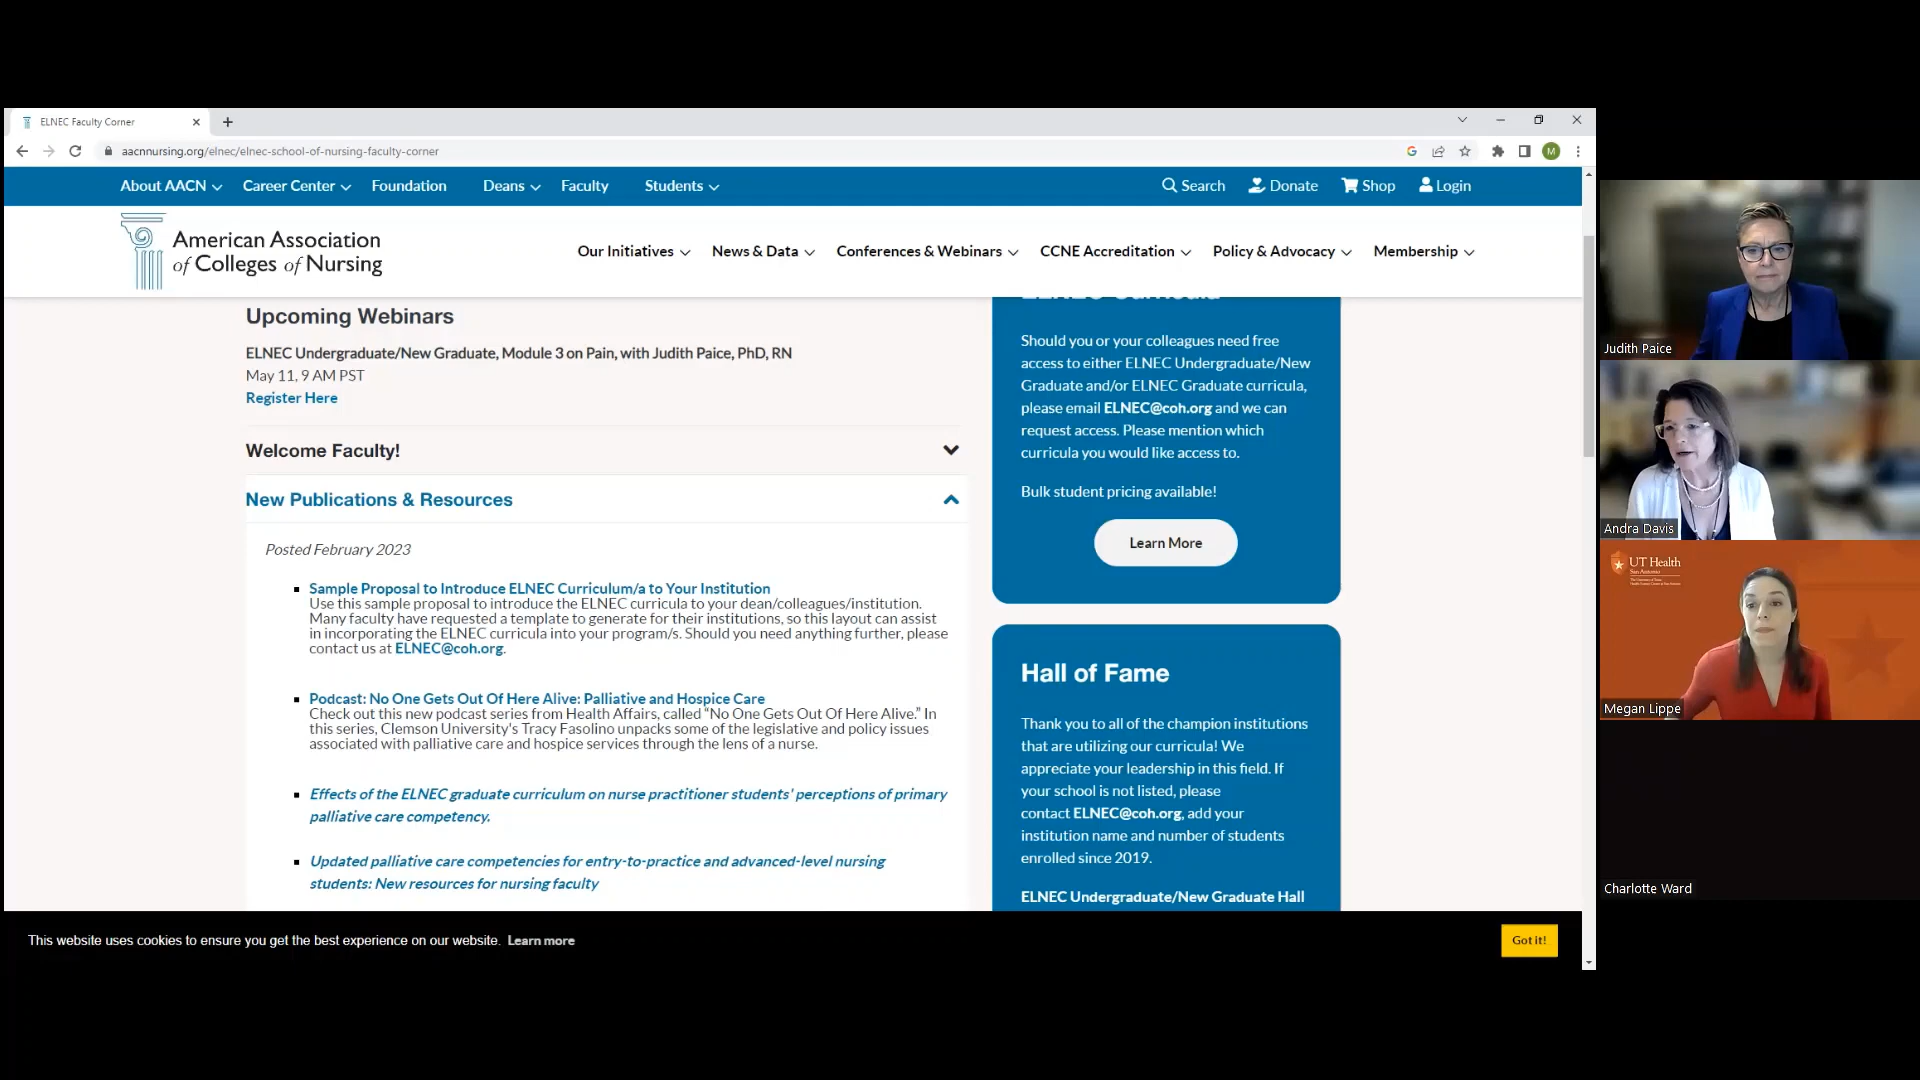 ELNEC Faculty Corner
aacnnursing.org/elnec/elnec-school-of-nursing-faculty-corner
M
About AACN
Career Center
Foundation
Deans
Faculty
Students
Search
Donate
Shop
Login
American Association
of Colleges of Nursing
Our Initiatives
News & Data
Conferences & Webinars
CCNE Accreditation
Policy & Advocacy
Membership
Upcoming Webinars
ELNEC Undergraduate/New Graduate, Module 3 on Pain, with Judith Paice, PhD, RN
May 11, 9 AM PST
Register Here
Welcome Faculty!
New Publications & Resources
Posted February 2023
Sample Proposal to Introduce ELNEC Curriculum/a to Your Institution
Use this sample proposal to introduce the ELNEC curricula to your dean/colleagues/institution.
Many faculty have requested a template to generate for their institutions, so this layout can assist
in incorporating the ELNEC curricula into your program/s. Should you need anything further, please
contact us at ELNEC@coh.org.
Podcast: No One Gets Out Of Here Alive: Palliative and Hospice Care
Check out this new podcast series from Health Affairs, called “No One Gets Out Of Here Alive.” In
this series, Clemson University's Tracy Fasolino unpacks some of the legislative and policy issues
associated with palliative care and hospice services through the lens of a nurse.
Effects of the ELNEC graduate curriculum on nurse practitioner students' perceptions of primary
palliative care competency.
Updated palliative care competencies for entry-to-practice and advanced-level nursing
students: New resources for nursing faculty
ELNEC Curricula
Should you or your colleagues need free
access to either ELNEC Undergraduate/New
Graduate and/or ELNEC Graduate curricula,
please email ELNEC@coh.org and we can
request access. Please mention which
curricula you would like access to.
Bulk student pricing available!
Learn More
Hall of Fame
Thank you to all of the champion institutions
that are utilizing our curricula! We
appreciate your leadership in this field. If
your school is not listed, please
contact ELNEC@coh.org, add your
institution name and number of students
enrolled since 2019.
ELNEC Undergraduate/New Graduate Hall
This website uses cookies to ensure you get the best experience on our website. Learn more
Got it!
Judith Paice
Andra Davis
UT Health
San Antonio
Megan Lippe
Charlotte Ward